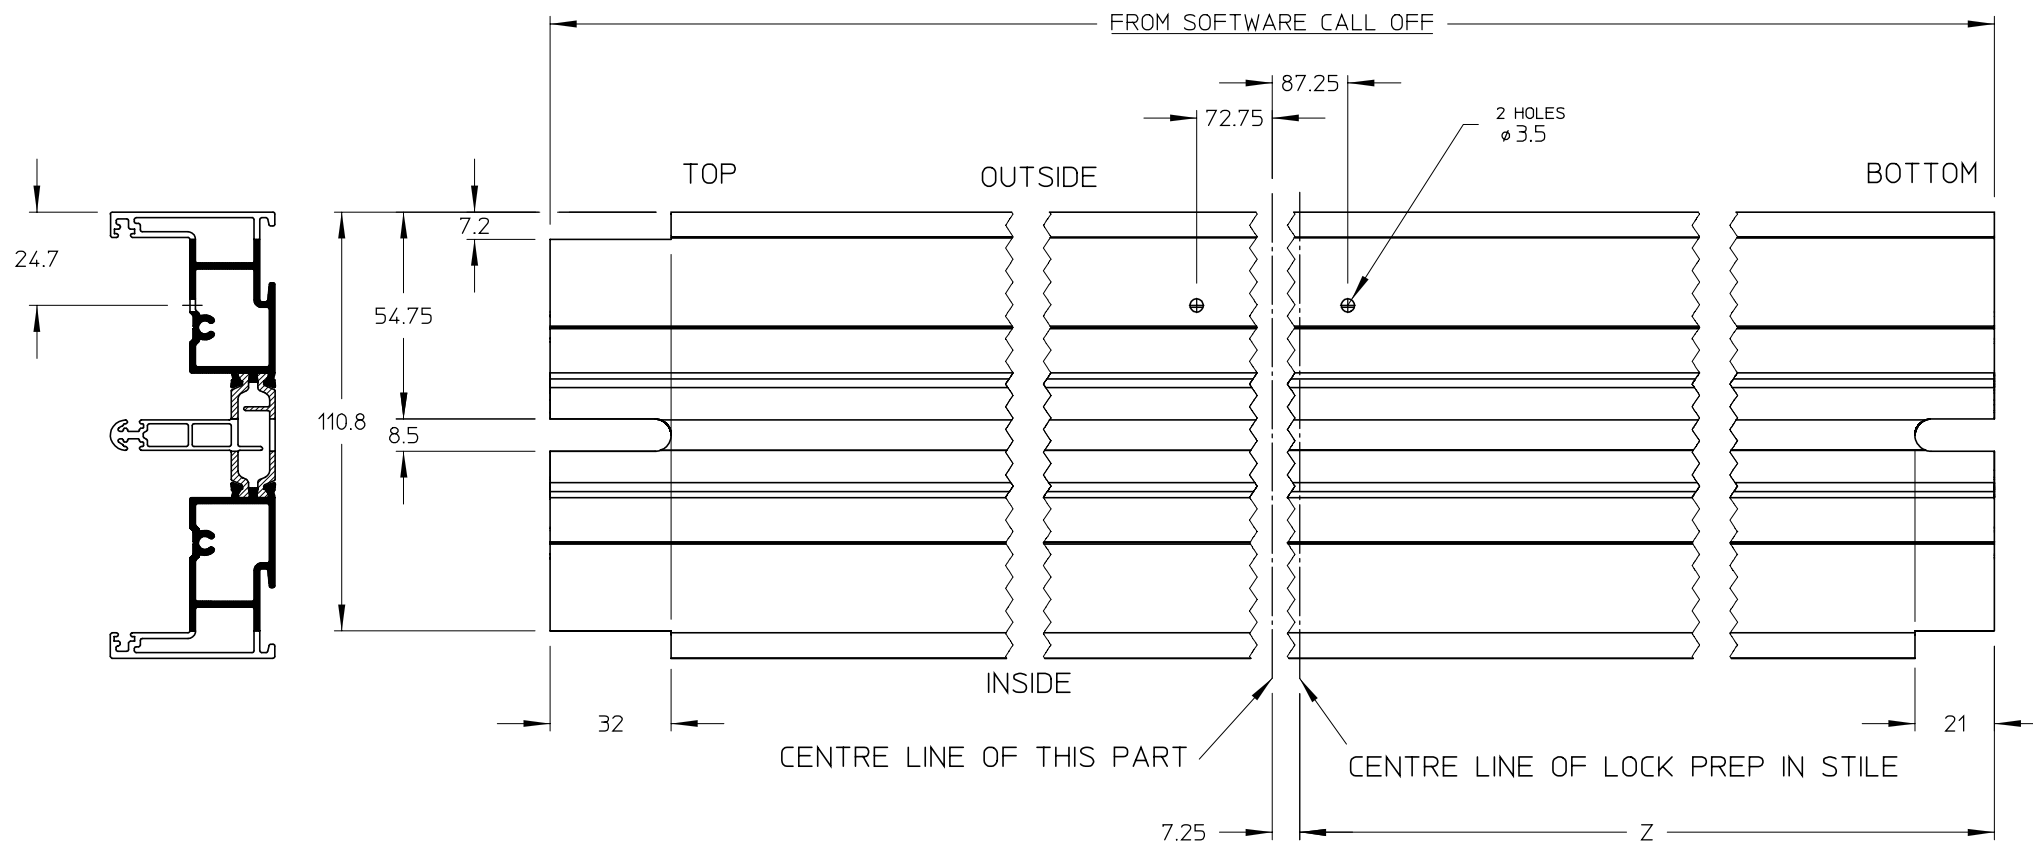 FROM SOFTWARE CALL OFF
87.25
72.75
2 HOLES
ø3.5
TOP
OUTSIDE
BOTTOM
7.2
24.7
54.75
110.8
8.5
INSIDE
32
21
CENTRE LINE OF THIS PART
CENTRE LINE OF LOCK PREP IN STILE
7.25
Z